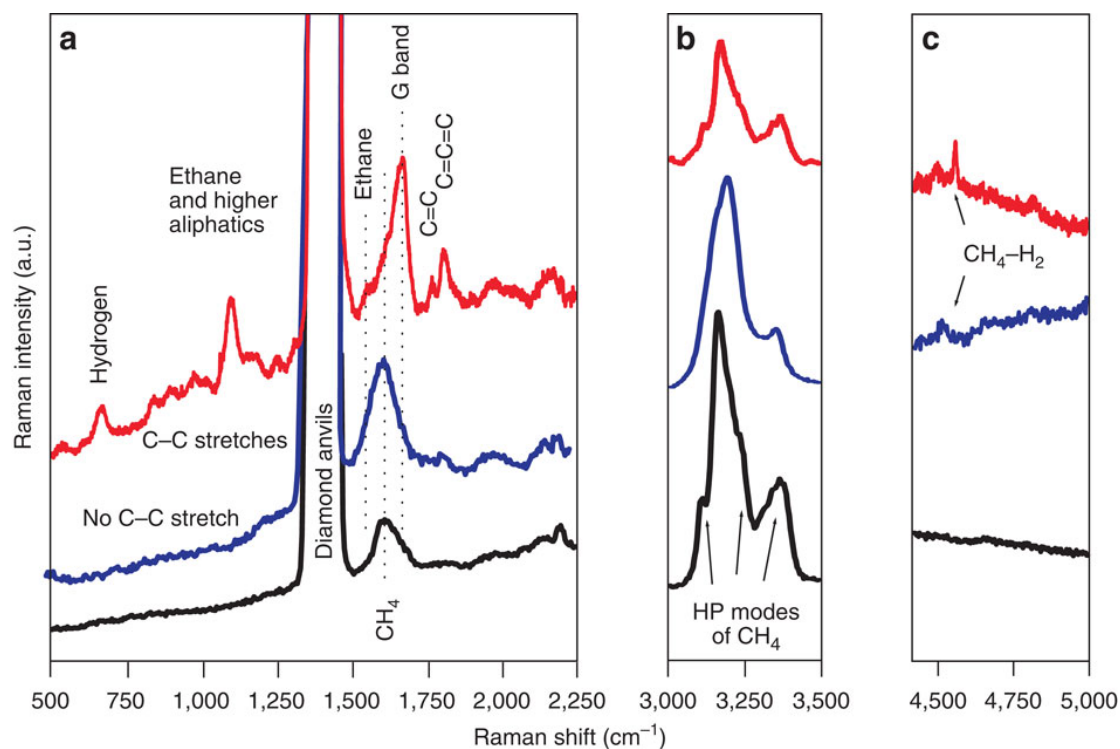 a
b
c
Raman intensity (a.u.)
Hydrogen
Ethane
and higher
aliphatics
C–C stretches
No C–C stretch
Diamond anvils
Ethane
CH₄
G band
C=C
C=C=C=C
HP modes
of CH₄
CH₄–H₂
500
750
1,000
1,250
1,500
1,750
2,000
2,250
3,000
3,250
3,500
4,500
4,750
5,000
Raman shift (cm⁻¹)